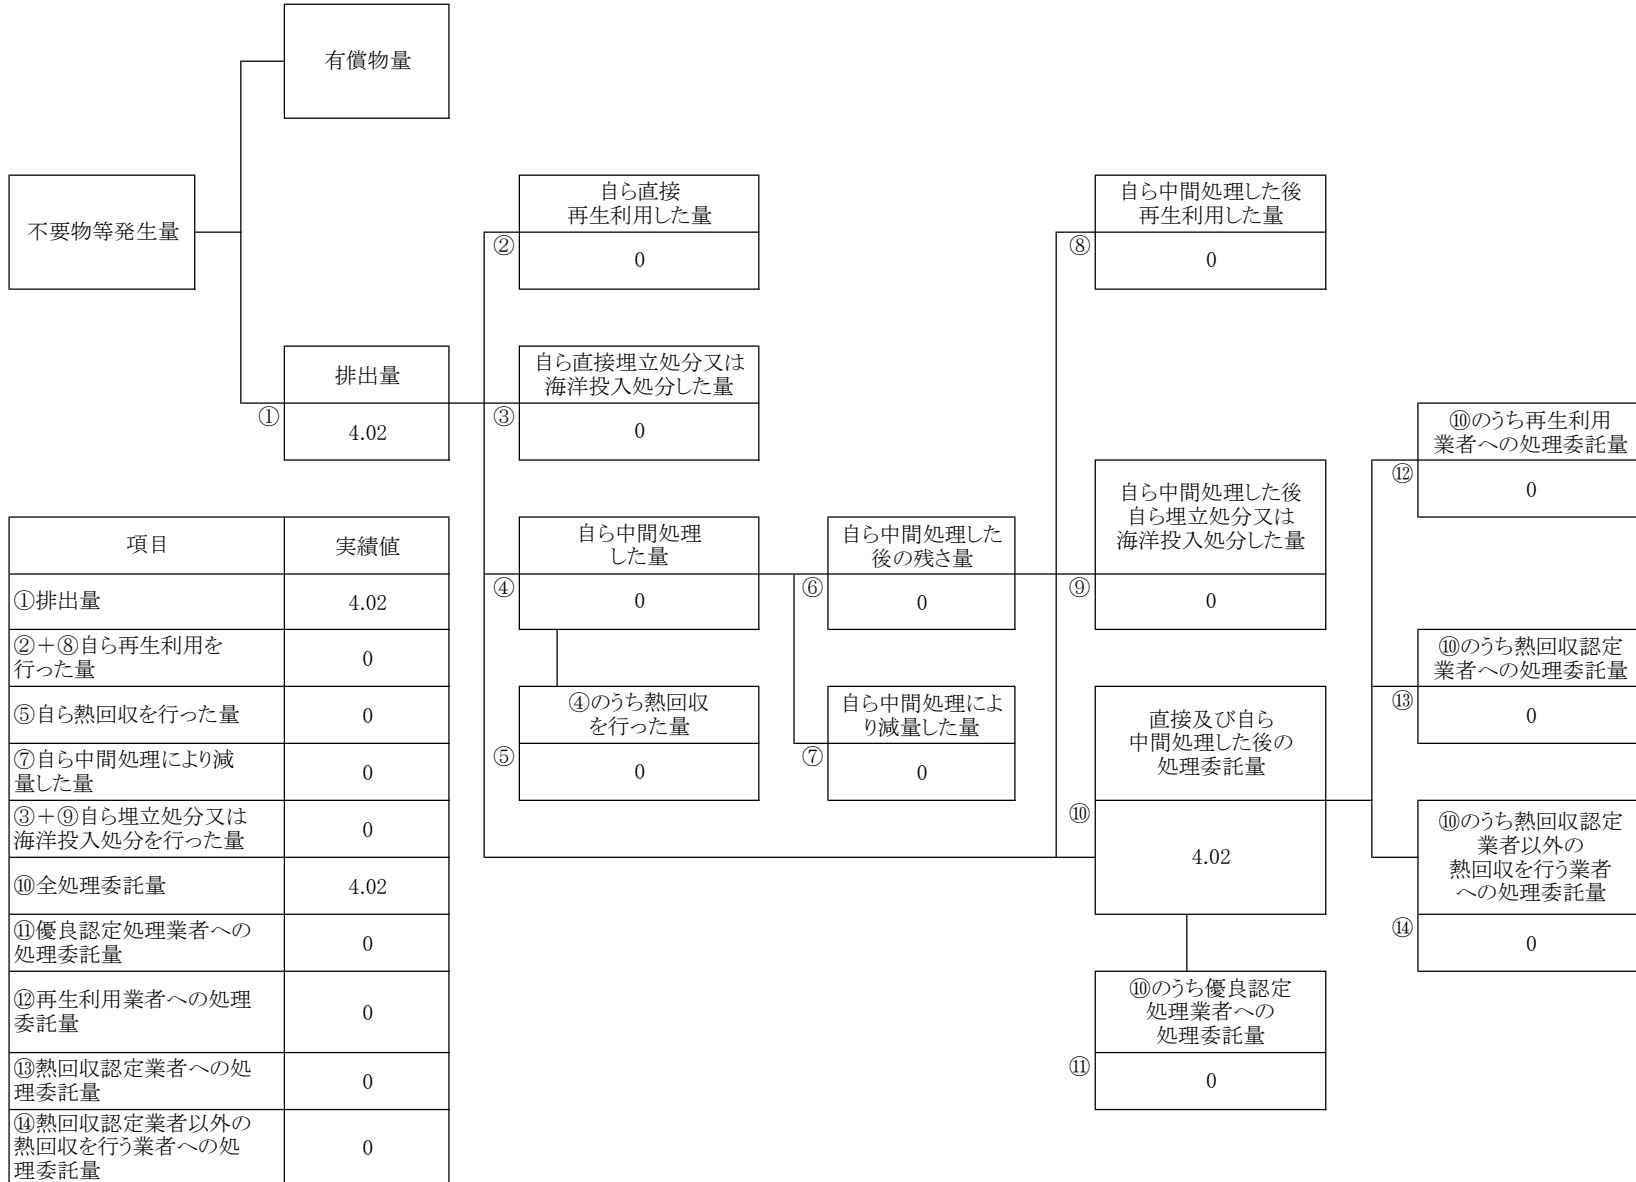 有償物量
不要物等発生量
自ら直接
再生利用した量
②
0
自ら中間処理した後
再生利用した量
⑧
0
排出量
①
4.02
自ら直接埋立処分又は
海洋投入処分した量
③
0
⑩のうち再生利用
業者への処理委託量
⑫
0
自ら中間処理
した量
④
0
自ら中間処理した
後の残さ量
⑥
0
自ら中間処理した後
自ら埋立処分又は
海洋投入処分した量
⑨
0
⑩のうち熱回収認定
業者への処理委託量
⑬
0
④のうち熱回収
を行った量
⑤
0
自ら中間処理によ
り減量した量
⑦
0
直接及び自ら
中間処理した後の
処理委託量
⑩
4.02
⑩のうち熱回収認定
業者以外の
熱回収を行う業者
への処理委託量
⑭
0
⑩のうち優良認定
処理業者への
処理委託量
⑪
0
項目 実績値
①排出量 4.02
②+⑧自ら再生利用を
行った量
0
⑤自ら熱回収を行った量 0
⑦自ら中間処理により減
量した量
0
③+⑨自ら埋立処分又は
海洋投入処分を行った量
0
⑩全処理委託量 4.02
⑪優良認定処理業者への
処理委託量
0
⑫再生利用業者への処理
委託量
0
⑬熱回収認定業者への処
理委託量
0
⑭熱回収認定業者以外の
熱回収を行う業者への処
理委託量
0